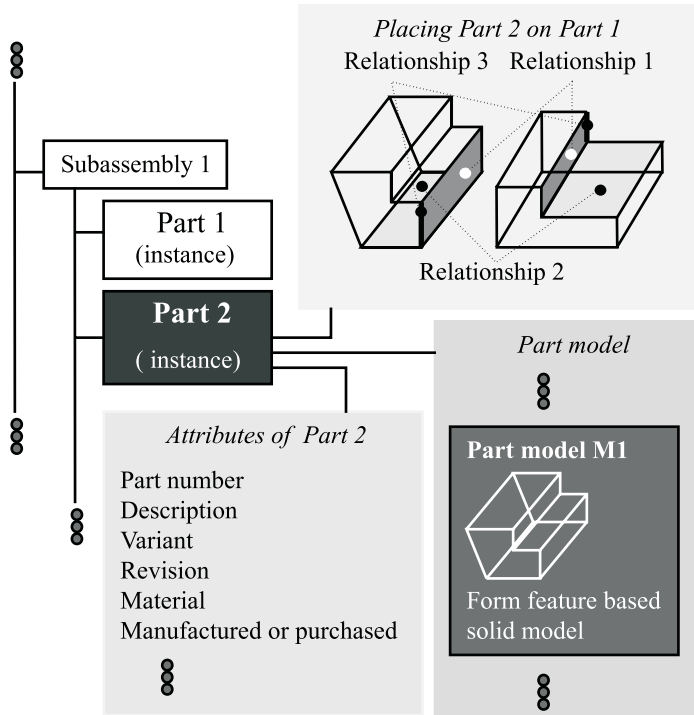 Placing Part 2 on Part 1
Relationship 3 Relationship 1
Relationship 2
Subassembly 1
Part 1
(instance)
Part 2
( instance)
Attributes of Part 2
Part number
Description
Variant
Revision
Material
Manufactured or purchased
Part model
Part model M1
Form feature based
solid model